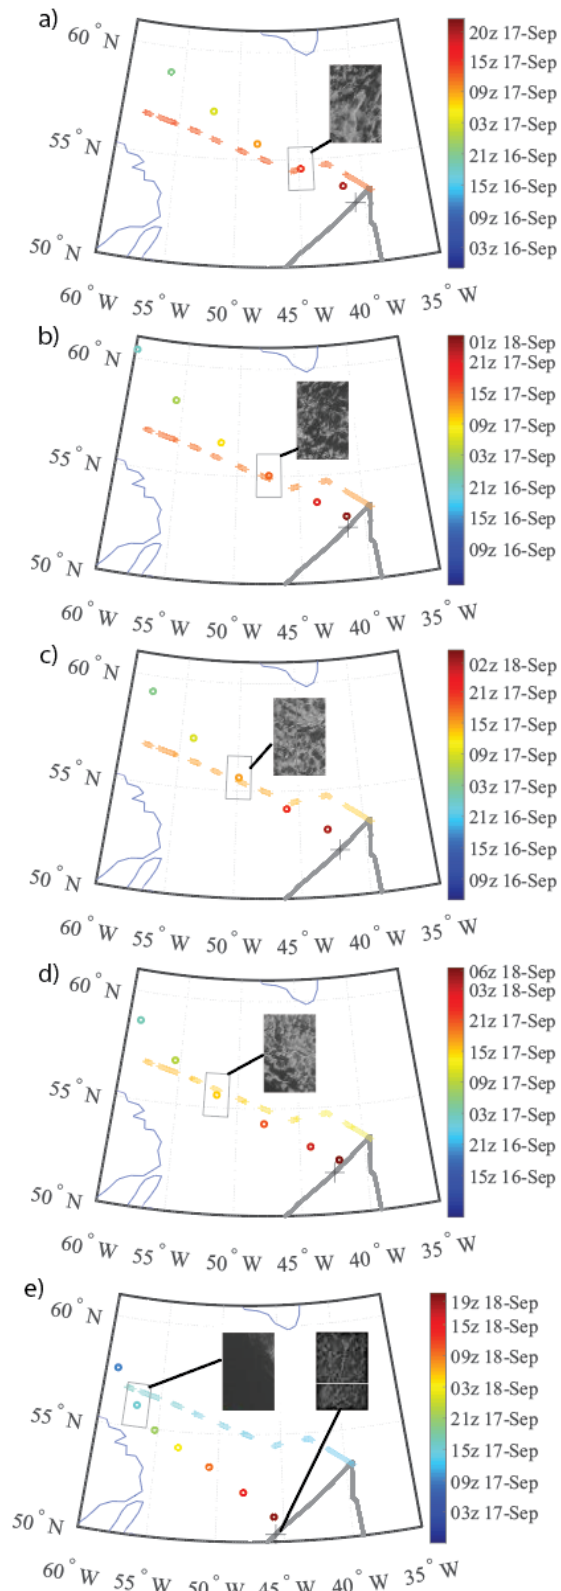 a)
60°N
55°N
50°N
60°W
55°W
50°W
45°W
40°W
35°W
20z 17-Sep
15z 17-Sep
09z 17-Sep
03z 17-Sep
21z 16-Sep
15z 16-Sep
09z 16-Sep
03z 16-Sep
b)
60°N
55°N
50°N
60°W
55°W
50°W
45°W
40°W
35°W
01z 18-Sep
21z 17-Sep
15z 17-Sep
09z 17-Sep
03z 17-Sep
21z 16-Sep
15z 16-Sep
09z 16-Sep
c)
60°N
55°N
50°N
60°W
55°W
50°W
45°W
40°W
35°W
02z 18-Sep
21z 17-Sep
15z 17-Sep
09z 17-Sep
03z 17-Sep
21z 16-Sep
15z 16-Sep
09z 16-Sep
d)
60°N
55°N
50°N
60°W
55°W
50°W
45°W
40°W
35°W
06z 18-Sep
03z 18-Sep
21z 17-Sep
15z 17-Sep
09z 17-Sep
03z 17-Sep
21z 16-Sep
15z 16-Sep
e)
60°N
55°N
50°N
60°W
55°W
50°W
45°W
40°W
35°W
19z 18-Sep
15z 18-Sep
09z 18-Sep
03z 18-Sep
21z 17-Sep
15z 17-Sep
09z 17-Sep
03z 17-Sep